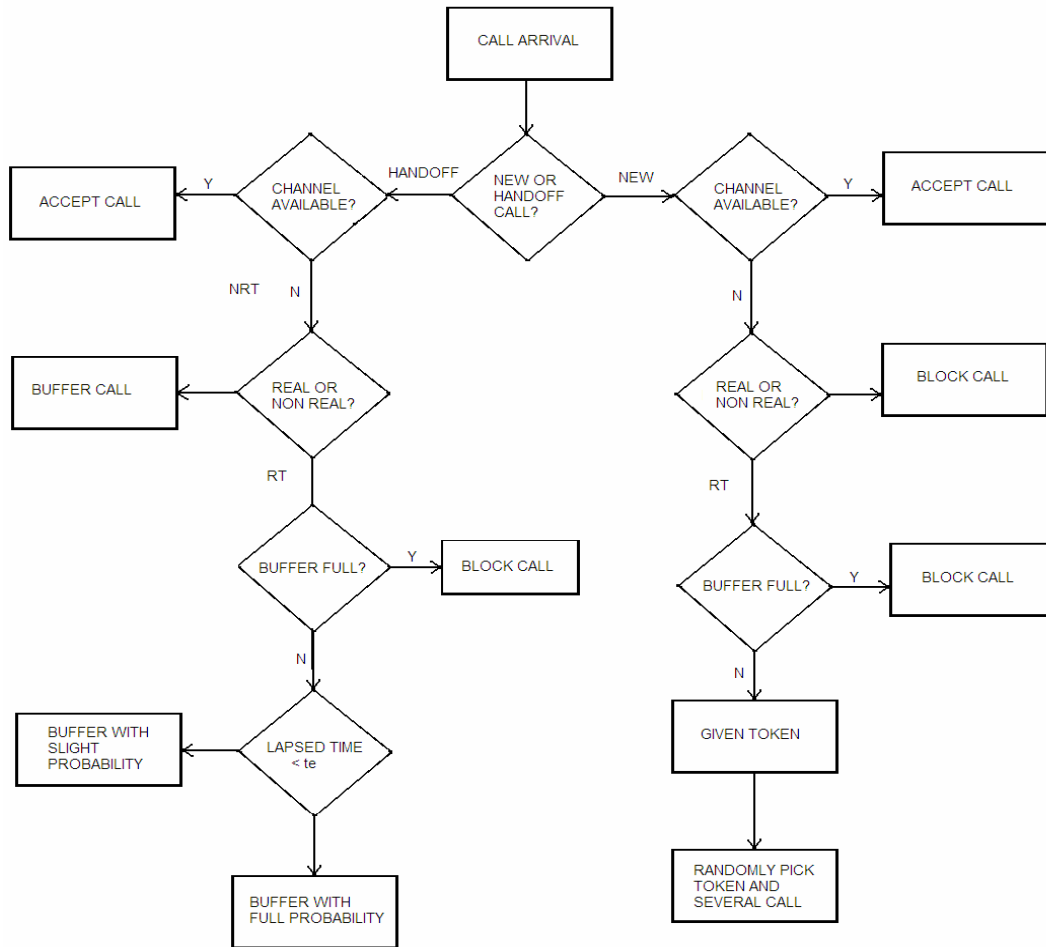 CALL ARRIVAL
HANDOFF
NEW OR
HANDOFF
CALL?
NEW
Y
CHANNEL
AVAILABLE?
CHANNEL
AVAILABLE?
Y
ACCEPT CALL
ACCEPT CALL
NRT
N
N
BUFFER CALL
REAL OR
NON REAL?
REAL OR
NON REAL?
BLOCK CALL
RT
RT
BUFFER FULL?
Y
BLOCK CALL
BUFFER FULL?
Y
BLOCK CALL
N
N
BUFFER WITH
SLIGHT
PROBABILITY
LAPSED TIME
< te
GIVEN TOKEN
BUFFER WITH
FULL PROBABILITY
RANDOMLY PICK
TOKEN AND
SEVERAL CALL